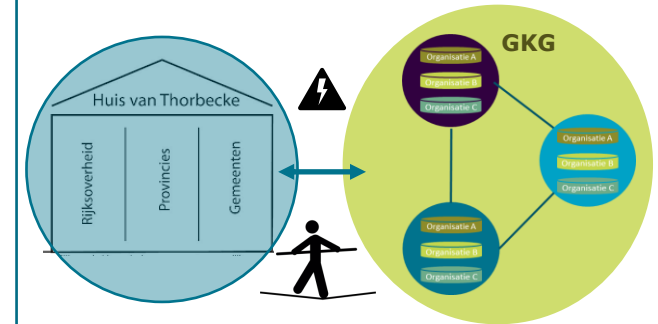 Huis van Thorbecke
Rijksoverheid
Provincies
Gemeenten
GKG
Organisatie A
Organisatie B
Organisatie C
Organisatie A
Organisatie B
Organisatie C
Organisatie A
Organisatie B
Organisatie C